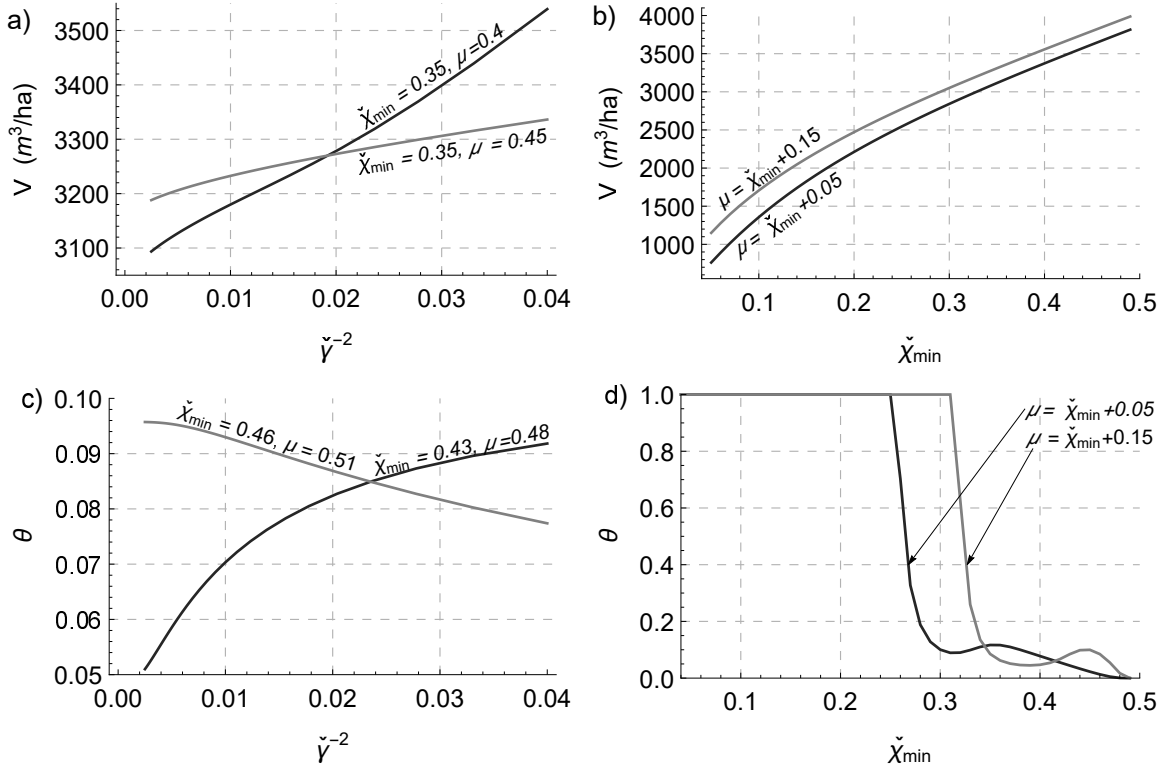 a)
3500
3400
3300
3200
3100
V (m³/ha)
χ̌min = 0.35, μ = 0.4
χ̌min = 0.35, μ = 0.45
0.00 0.01 0.02 0.03 0.04
γ̌⁻²
b)
4000
3500
3000
2500
2000
1500
1000
V (m³/ha)
μ = χ̌min+0.15
μ = χ̌min+0.05
0.1 0.2 0.3 0.4 0.5
χ̌min
c)
0.10
0.09
0.08
0.07
0.06
0.05
θ
χ̌min = 0.46, μ = 0.51
χ̌min = 0.43, μ = 0.48
0.00 0.01 0.02 0.03 0.04
γ̌⁻²
d)
1.0
0.8
0.6
0.4
0.2
0.0
θ
μ = χ̌min+0.05
μ = χ̌min+0.15
0.1 0.2 0.3 0.4 0.5
χ̌min